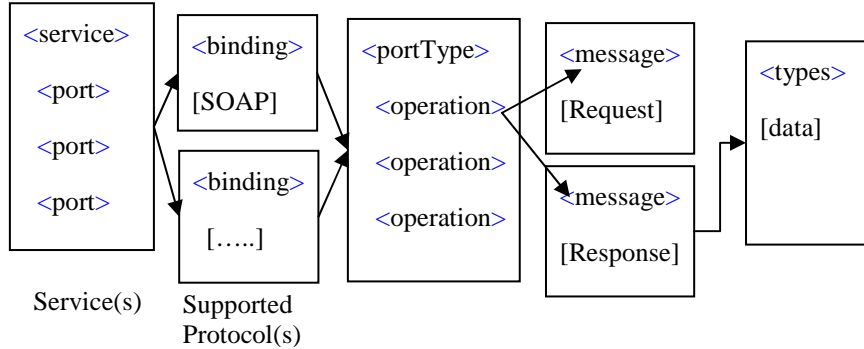 <service>
<port>
<port>
<port>
<binding>
[SOAP]
<binding>
[…..]
<portType>
<operation>
<operation>
<operation>
<message>
[Request]
<message>
[Response]
<types>
[data]
Service(s)
Supported
Protocol(s)